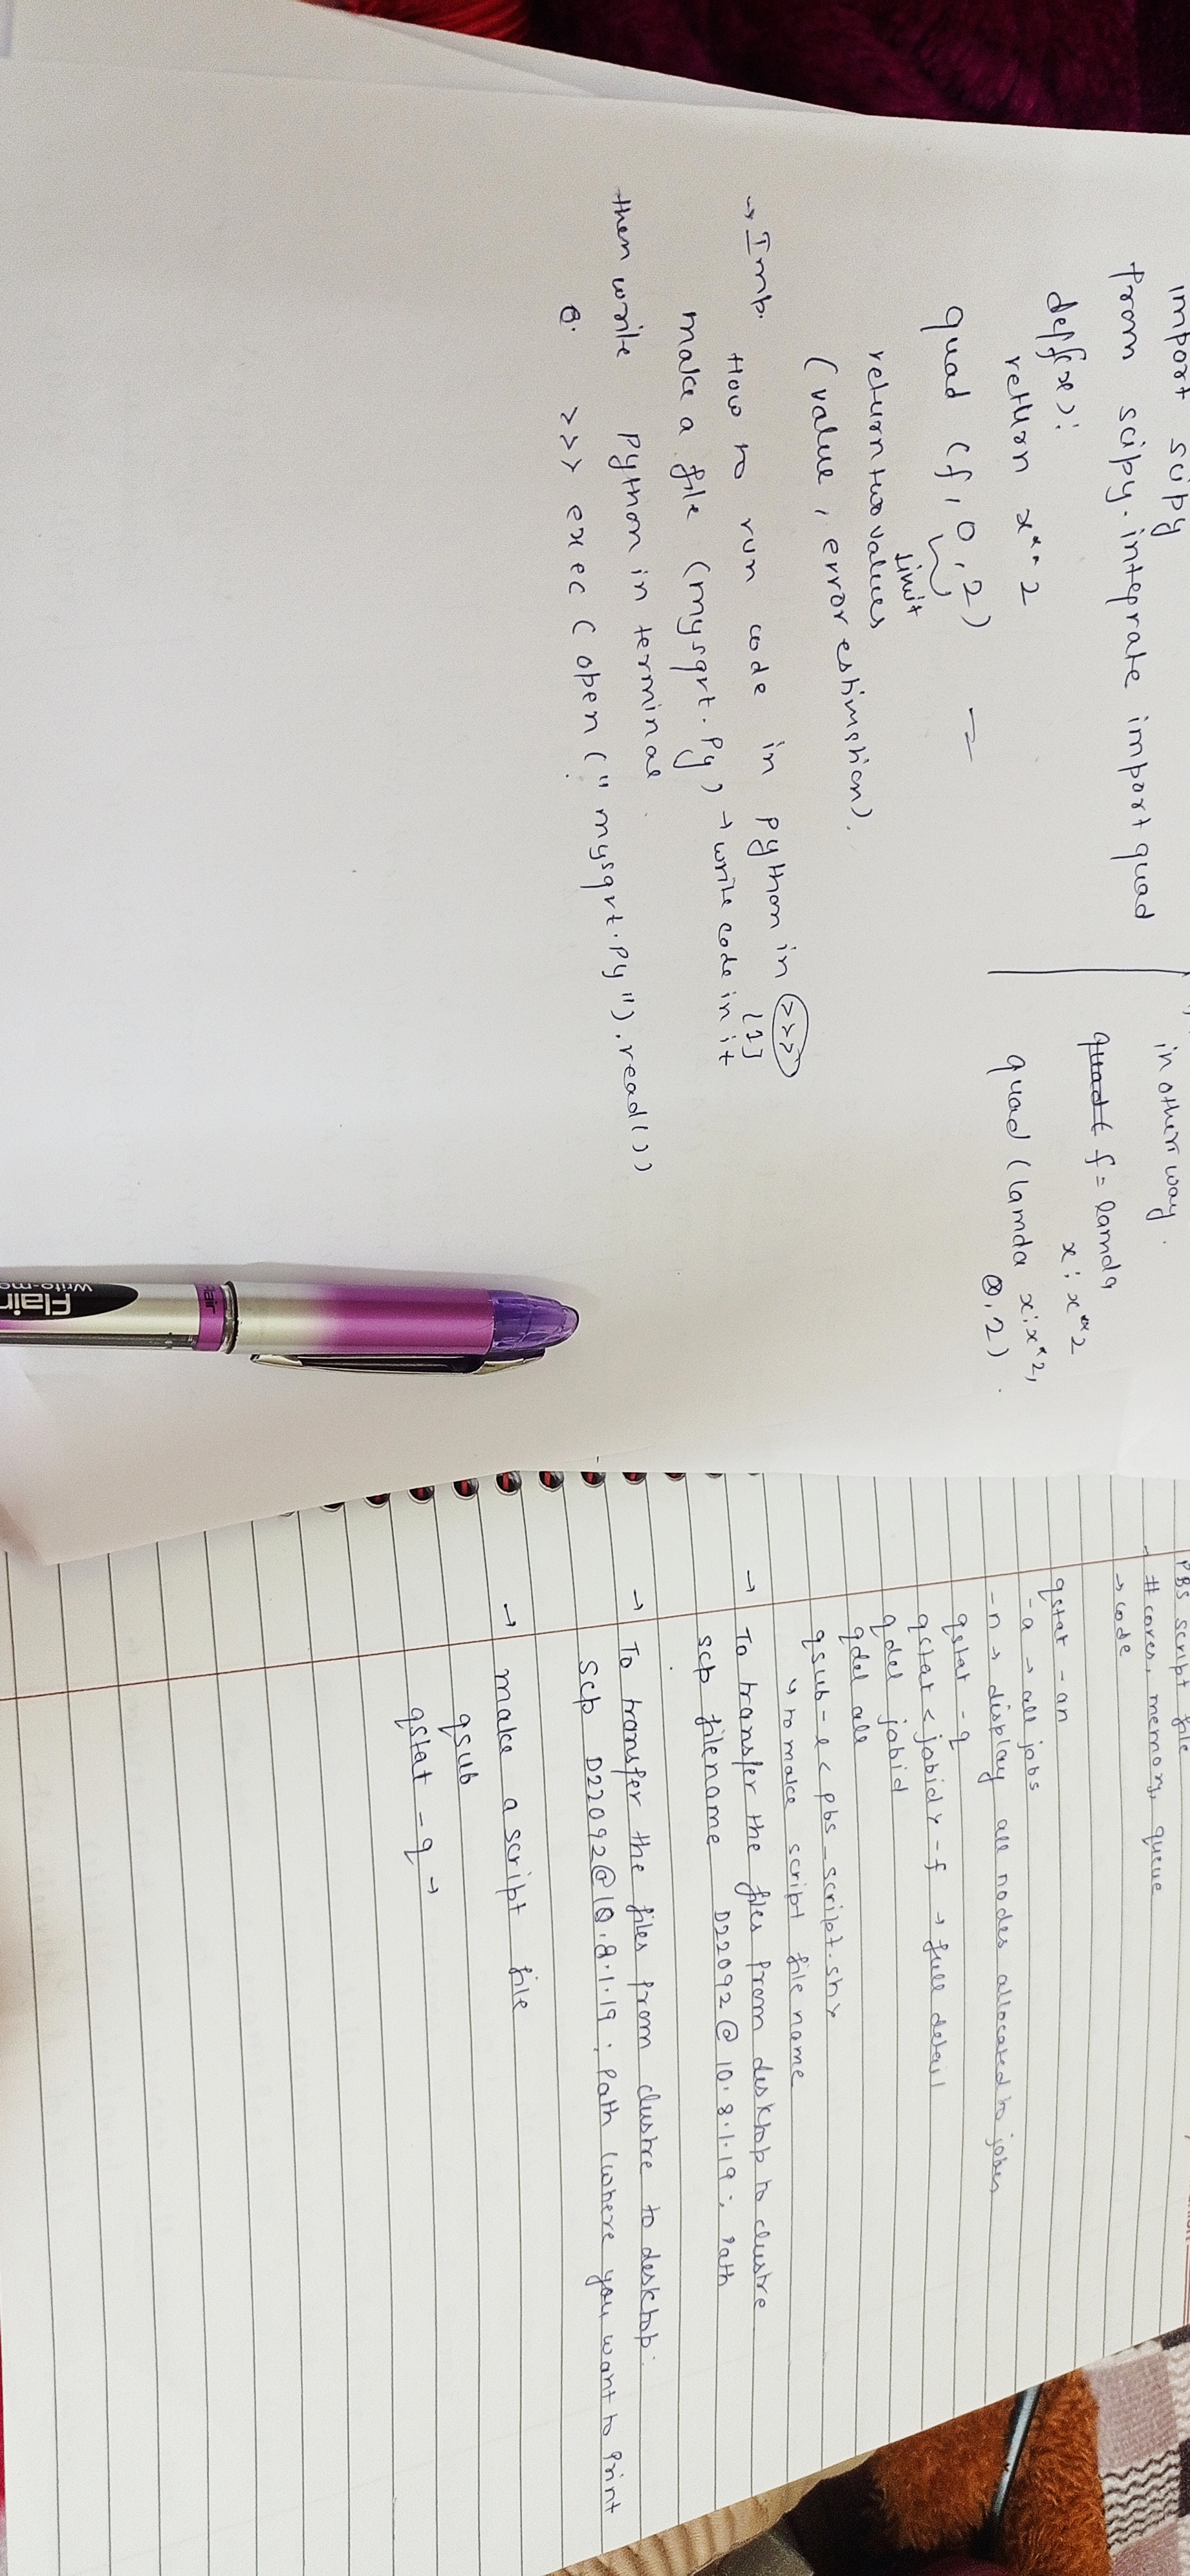 import scipy
from scipy.integrate import quad
def f(x):
return x**2
quad (f, 0, 2) =
limit
return two values
(value, error estimation).
in other way.
quad f f = lamda
x : x**2
quad (lamda x : x**2,
0, 2)
→ Imp. How to run code in python in >>>
[1]
make a file (mysqrt.py) → write code in it
then write Python in terminal.
>>> exec (open ("mysqrt.py").read())
Flair
Flair
PBS script file
# cores, memory, queue
→ code
qstat - an
-a → all jobs
-n → display all nodes allocated to jobes
qstat - q
qstat <jobid> -f → full detail
qdel jobid
qdel all
qsub - l < pbs_script.sh>
↳ to make script file name
→ To transfer the files from desktop to clustre
scp filename D22092@10.8.1.19: Path
→ To transfer the files from clustre to desktop:
scp D22092@10.8.1.19: Path (where you want to print
→ make a script file
qsub
qstat - q →